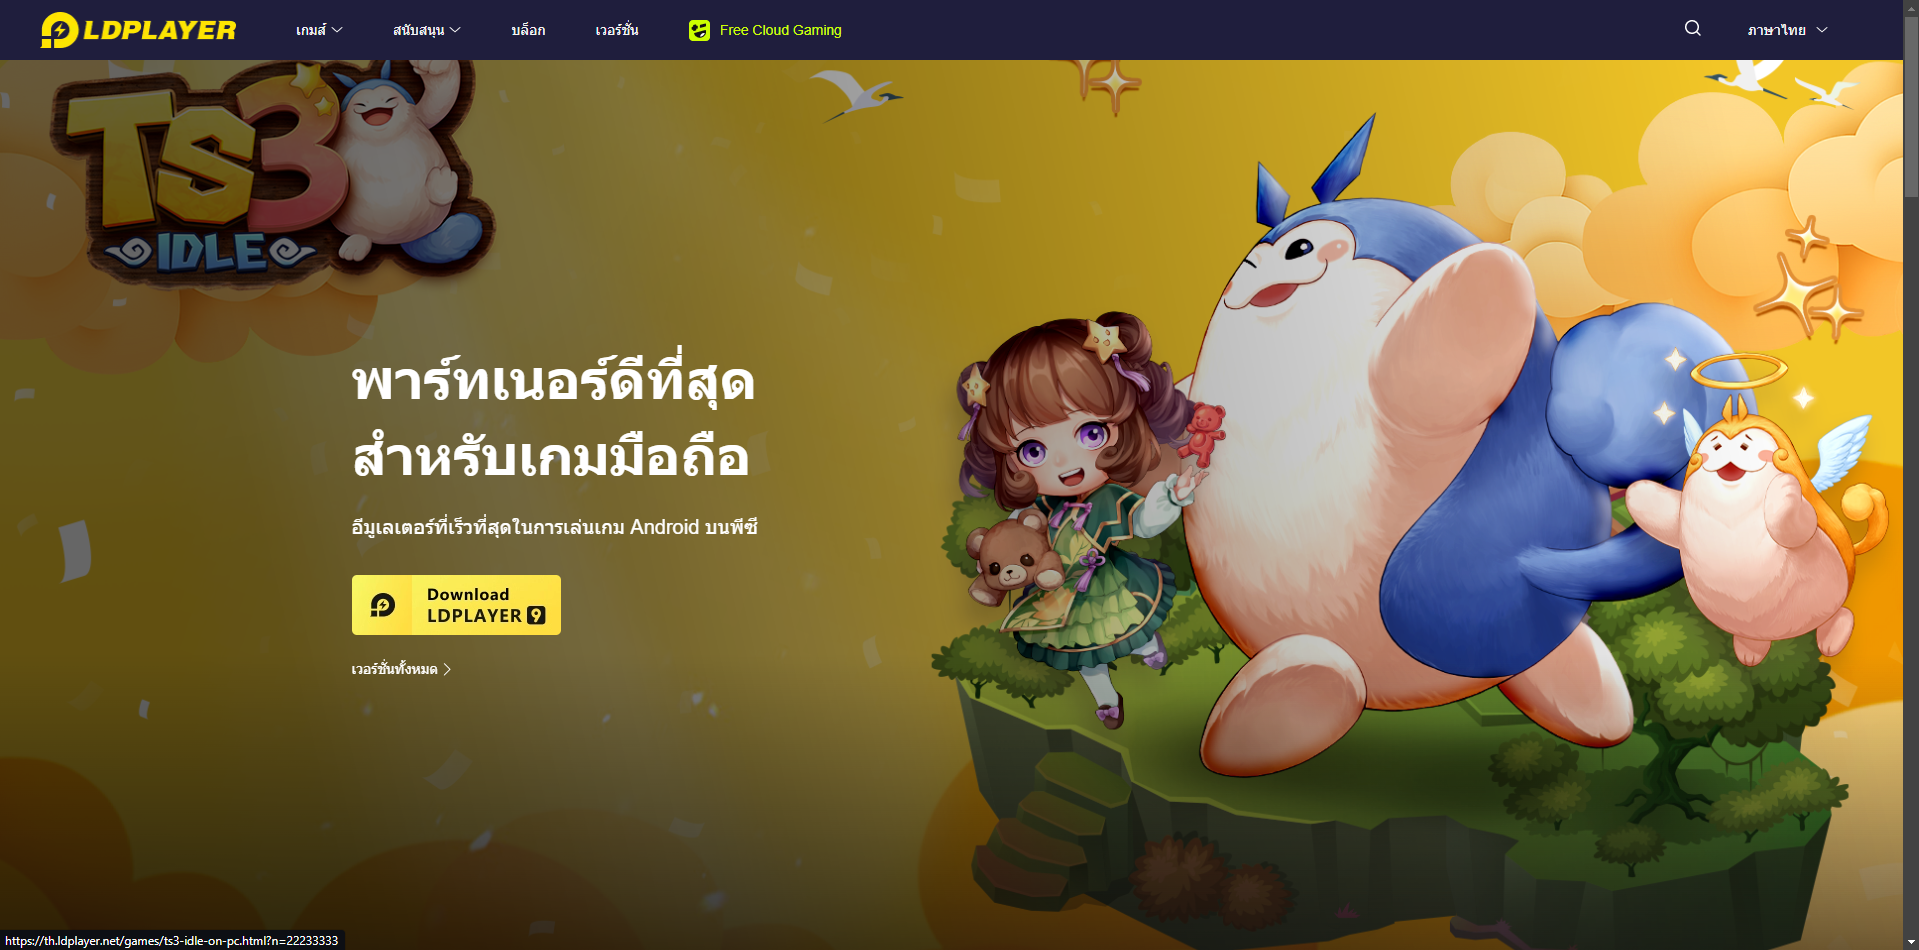 LDPLAYER
เกมส์
สนับสนุน
บล็อก
เวอร์ชั่น
Free Cloud Gaming
ภาษาไทย
TS3
IDLE
พาร์ทเนอร์ดีที่สุด
สำหรับเกมมือถือ
อีมูเลเตอร์ที่เร็วที่สุดในการเล่นเกม Android บนพีซี
Download
LDPLAYER 9
เวอร์ชั่นทั้งหมด
https://th.ldplayer.net/games/ts3-idle-on-pc.html?n=22233333